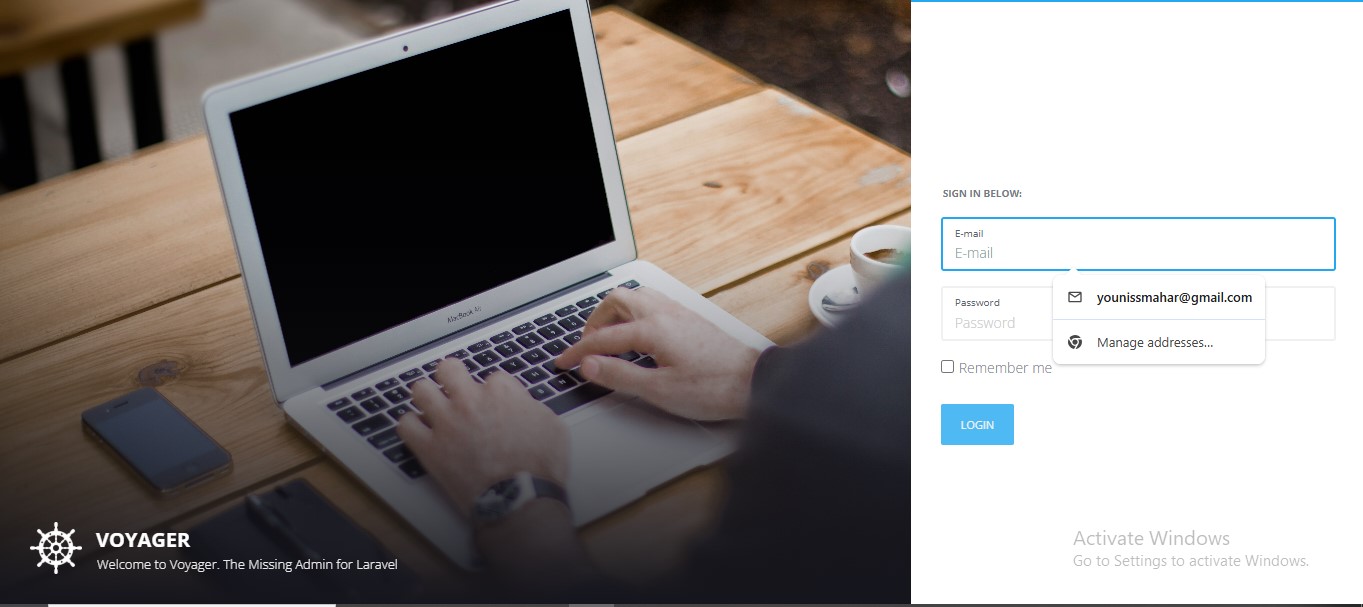 MacBook Air
VOYAGER
Welcome to Voyager. The Missing Admin for Laravel
SIGN IN BELOW:
E-mail
E-mail
younissmahar@gmail.com
Manage addresses...
Password
Password
Remember me
LOGIN
Activate Windows
Go to Settings to activate Windows.